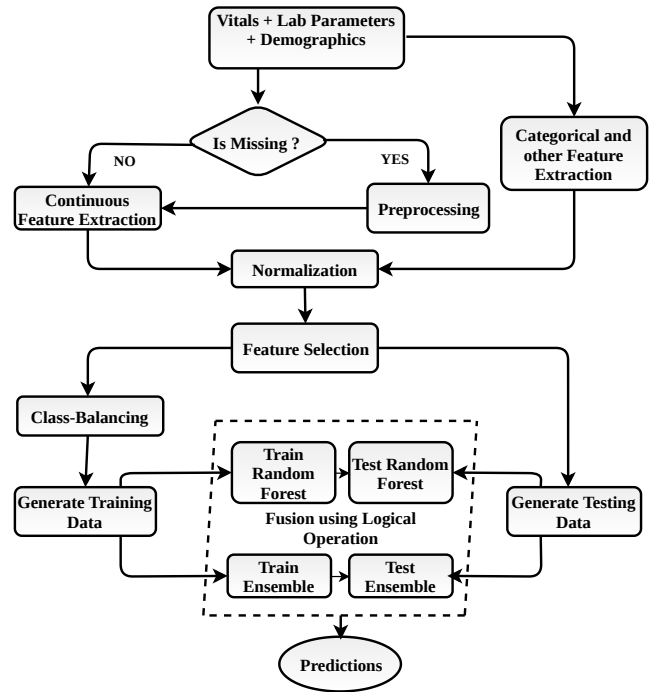 Vitals + Lab Parameters
+ Demographics
Is Missing ?
NO
YES
Categorical and
other Feature
Extraction
Continuous
Feature Extraction
Preprocessing
Normalization
Feature Selection
Class-Balancing
Train
Random
Forest
Test Random
Forest
Generate Training
Data
Generate Testing
Data
Fusion using Logical
Operation
Train
Ensemble
Test
Ensemble
Predictions